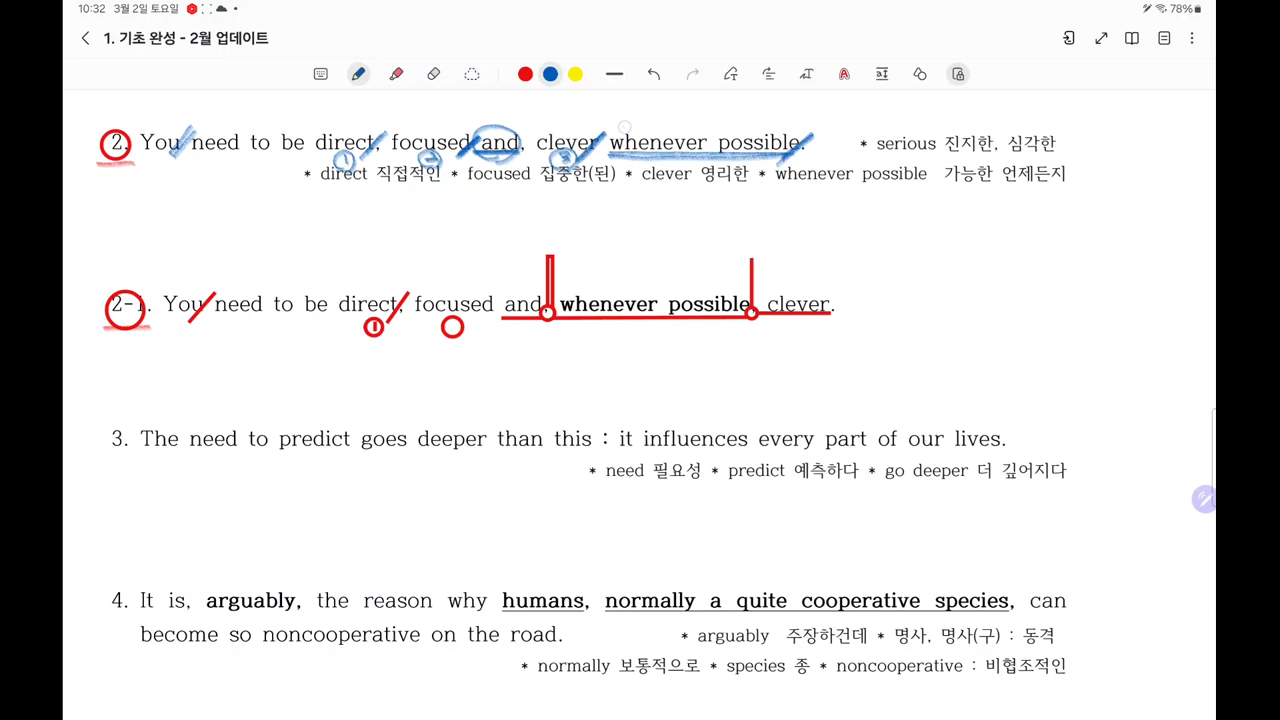 10:32 3월 2일 토요일
78%
1. 기초 완성 - 2월 업데이트
2. You need to be direct, focused and, clever whenever possible. * serious 진지한, 심각한
① ② ③
* direct 직접적인 * focused 집중한(된) * clever 영리한 * whenever possible 가능한 언제든지
2-1. You need to be direct, focused and, whenever possible, clever.
①
3. The need to predict goes deeper than this : it influences every part of our lives.
* need 필요성 * predict 예측하다 * go deeper 더 깊어지다
4. It is, arguably, the reason why humans, normally a quite cooperative species, can
become so noncooperative on the road. * arguably 주장하건데 * 명사, 명사(구) : 동격
* normally 보통적으로 * species 종 * noncooperative : 비협조적인